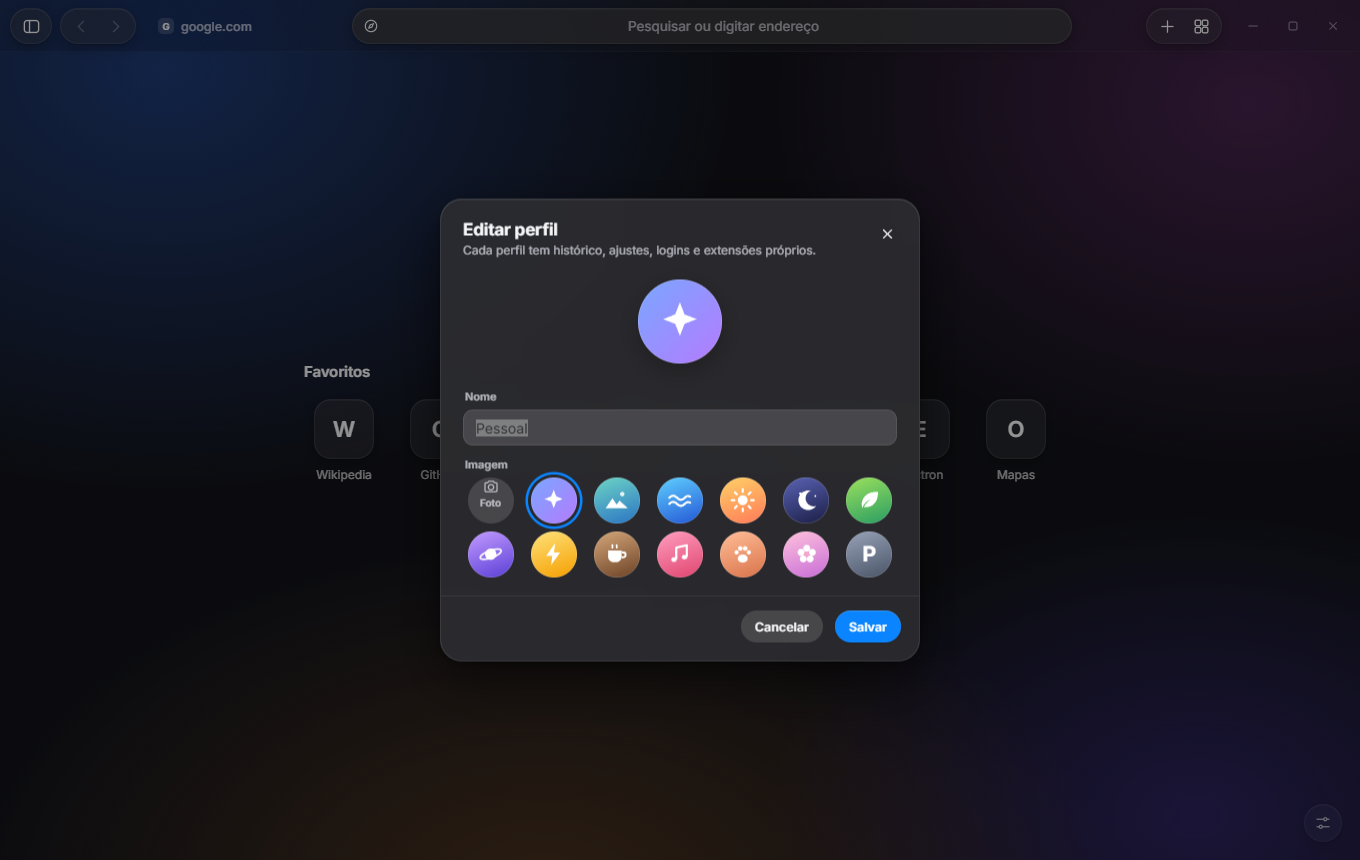 G google.com
Pesquisar ou digitar endereço
Editar perfil
Cada perfil tem histórico, ajustes, logins e extensões próprios.
Favoritos
Nome
Pessoal
W
O
Wikipedia
Mapas
Imagem
Foto
P
Cancelar
Salvar